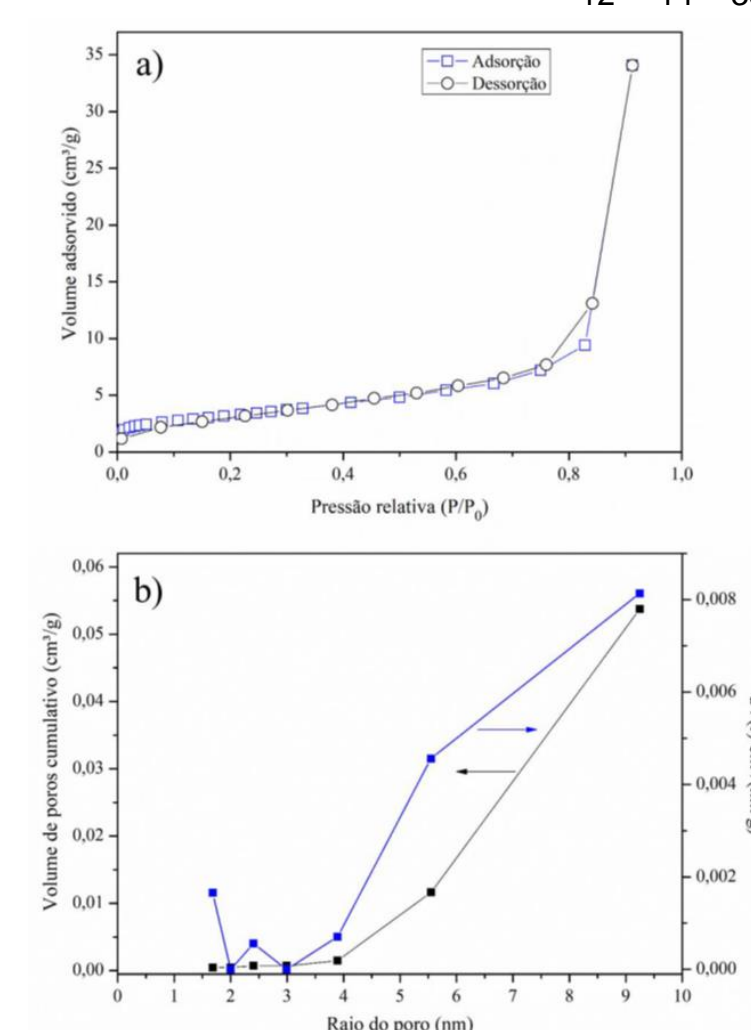 a)
Adsorção
Dessorção
Volume adsorvido (cm³/g)
35
30
25
20
15
10
5
0
0,0 0,2 0,4 0,6 0,8 1,0
Pressão relativa (P/P₀)
b)
Volume de poros cumulativo (cm³/g)
0,06
0,05
0,04
0,03
0,02
0,01
0,00
0,008
0,006
0,004
0,002
0,000
0 1 2 3 4 5 6 7 8 9 10
Raio do poro (nm)